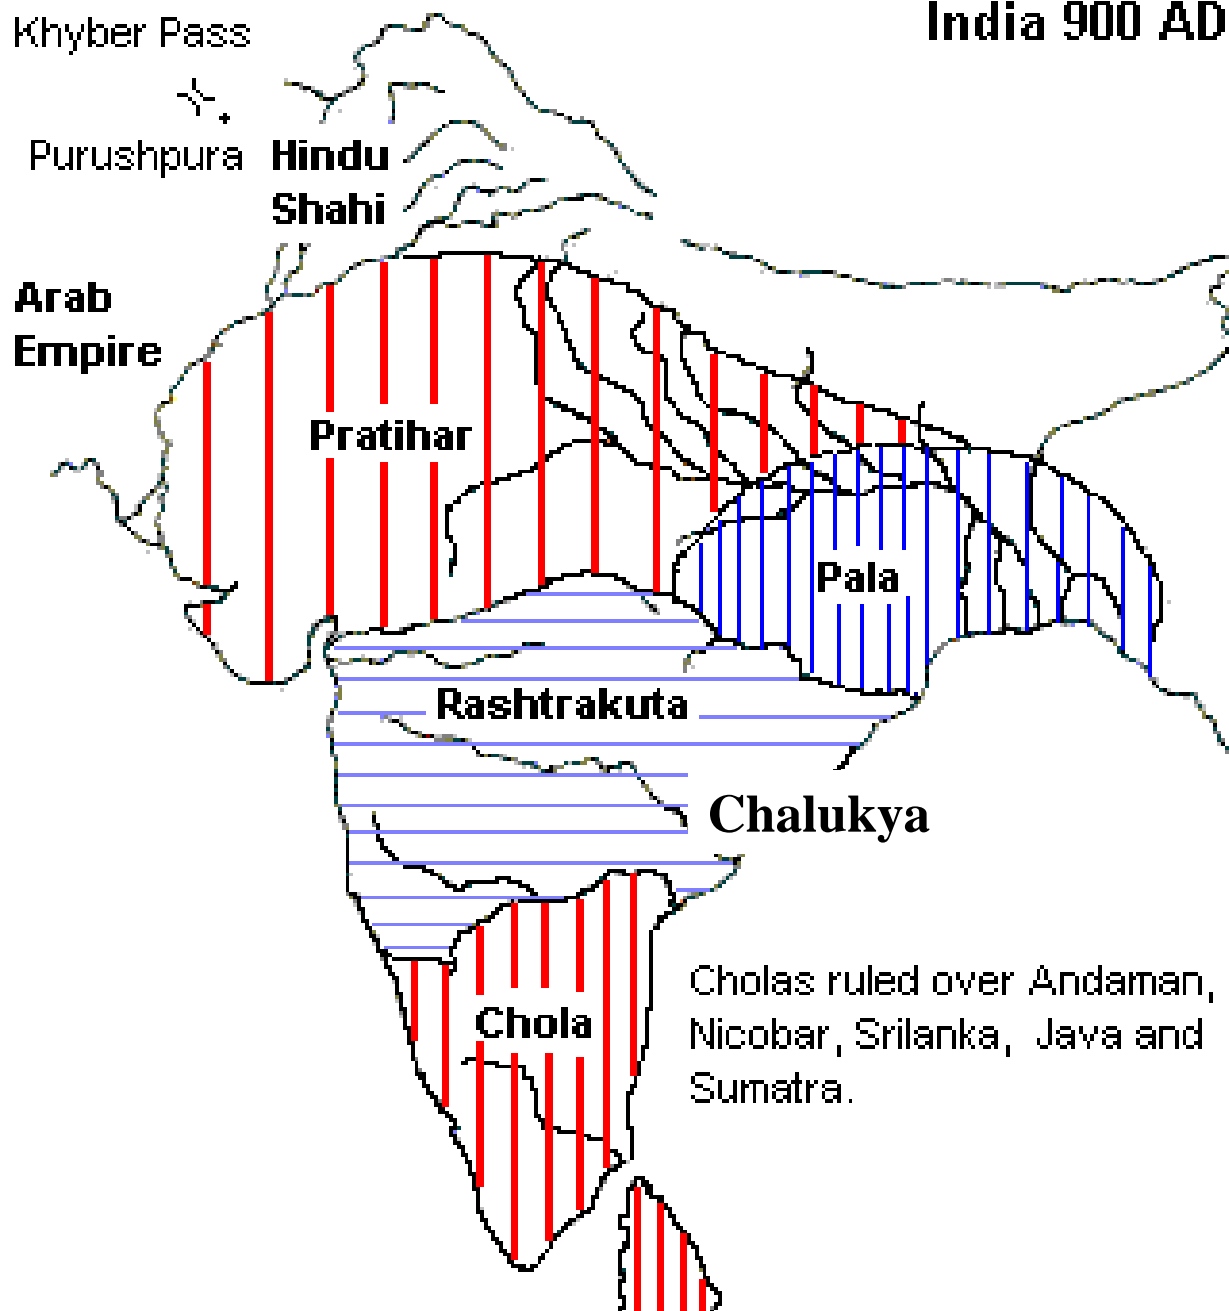 Khyber Pass
India 900 AD
Purushpura
Hindu
Shahi
Arab
Empire
Pratihar
Pala
Rashtrakuta
Chalukya
Chola
Cholas ruled over Andaman,
Nicobar, Srilanka, Java and
Sumatra.